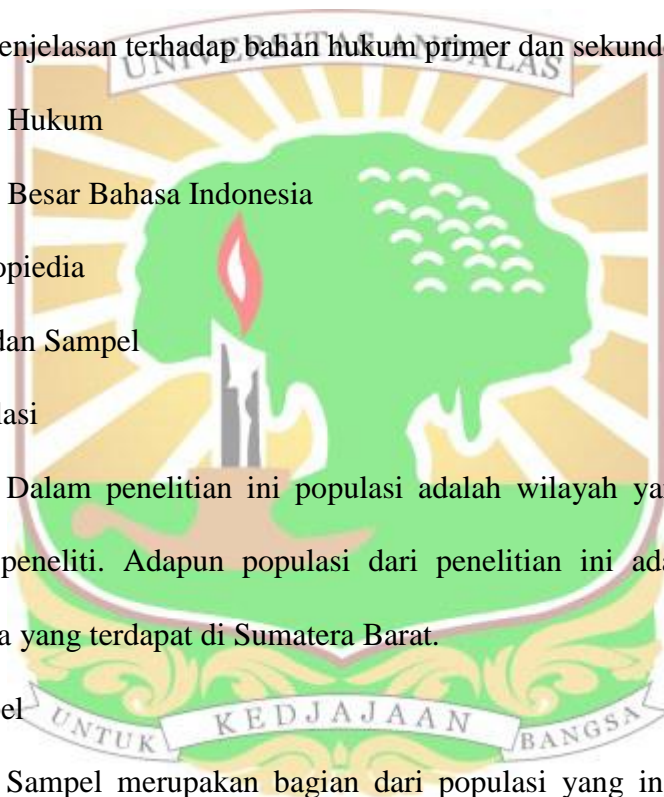 enjelasan terhadap bahan hukum primer dan sekunde
UNIVERSITAS ANDALAS
Hukum
Besar Bahasa Indonesia
opiedia
dan Sampel
lasi
Dalam penelitian ini populasi adalah wilayah ya
peneliti. Adapun populasi dari penelitian ini ada
a yang terdapat di Sumatera Barat.
el
UNTUK KEDJAJAAN BANGSA
Sampel merupakan bagian dari populasi yang in